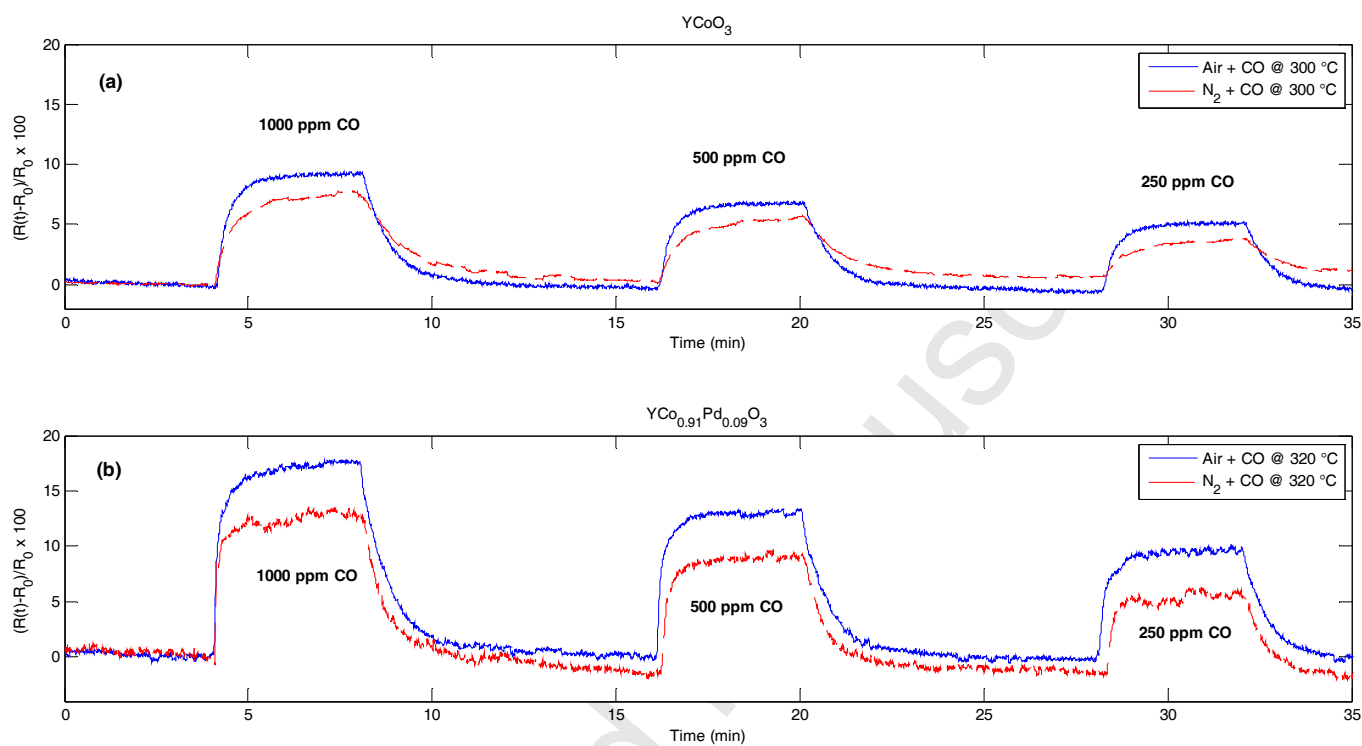 YCoO3
(a)
Air + CO @ 300 °C
N2 + CO @ 300 °C
1000 ppm CO
500 ppm CO
250 ppm CO
(R(t)-R0)/R0 x 100
20
15
10
5
0
0 5 10 15 20 25 30 35
Time (min)
YCo0.91Pd0.09O3
(b)
Air + CO @ 320 °C
N2 + CO @ 320 °C
1000 ppm CO
500 ppm CO
250 ppm CO
(R(t)-R0)/R0 x 100
20
15
10
5
0
0 5 10 15 20 25 30 35
Time (min)